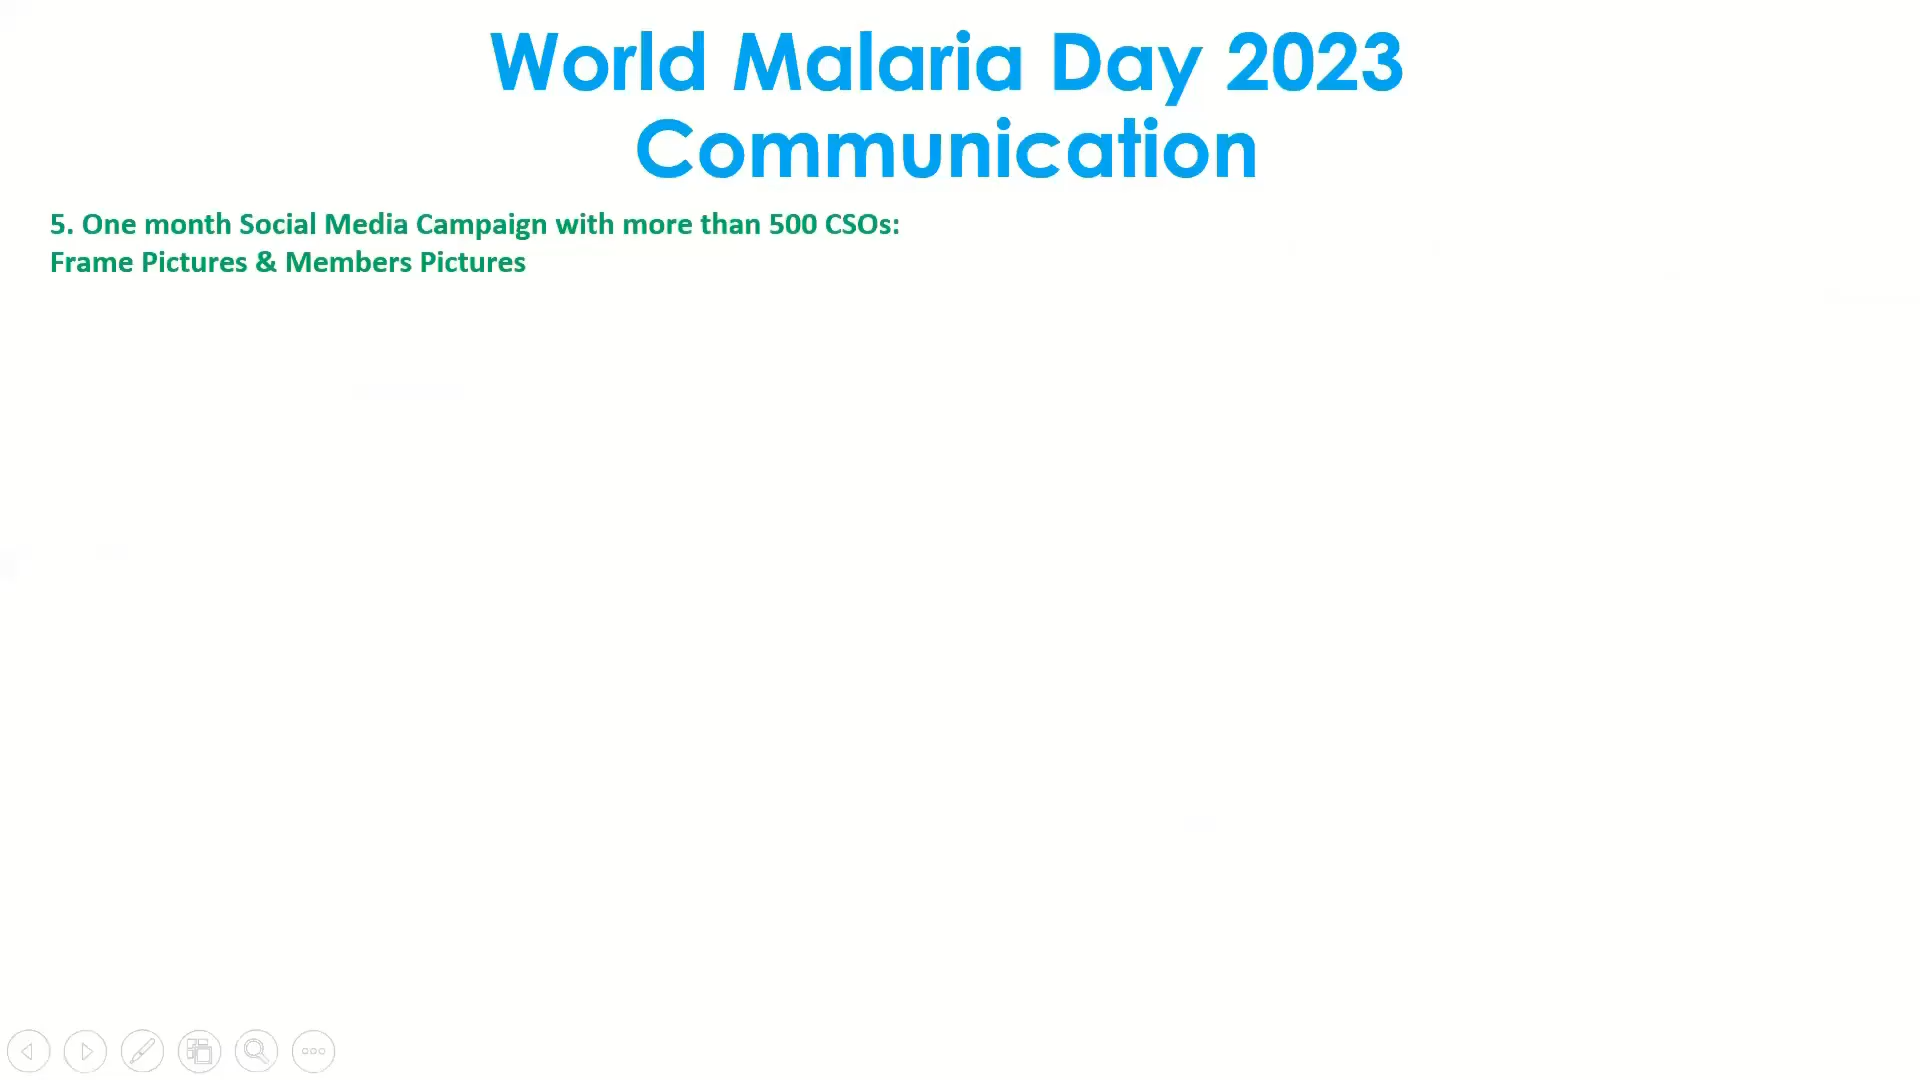 World Malaria Day 2023
Communication
5. One month Social Media Campaign with more than 500 CSOs:
Frame Pictures & Members Pictures